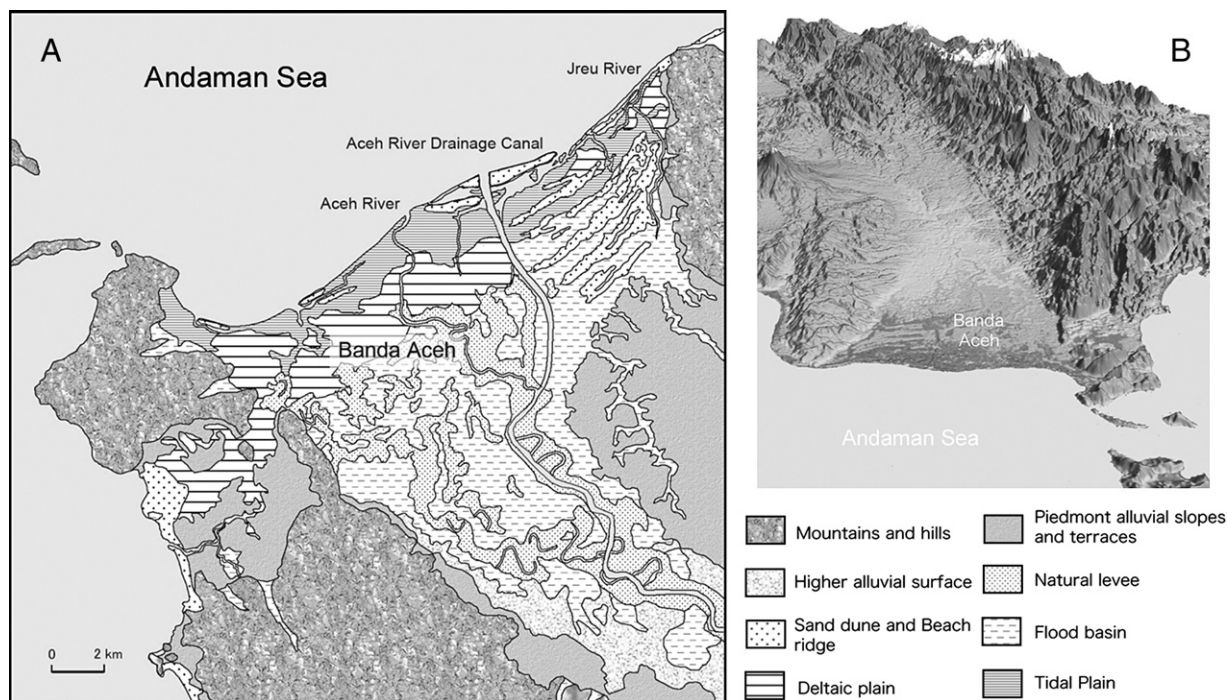 A
Andaman Sea
Jreu River
Aceh River Drainage Canal
Aceh River
Banda Aceh
0 2 km
B
Banda
Aceh
Andaman Sea
Mountains and hills
Piedmont alluvial slopes
and terraces
Higher alluvial surface
Natural levee
Sand dune and Beach
ridge
Flood basin
Deltaic plain
Tidal Plain